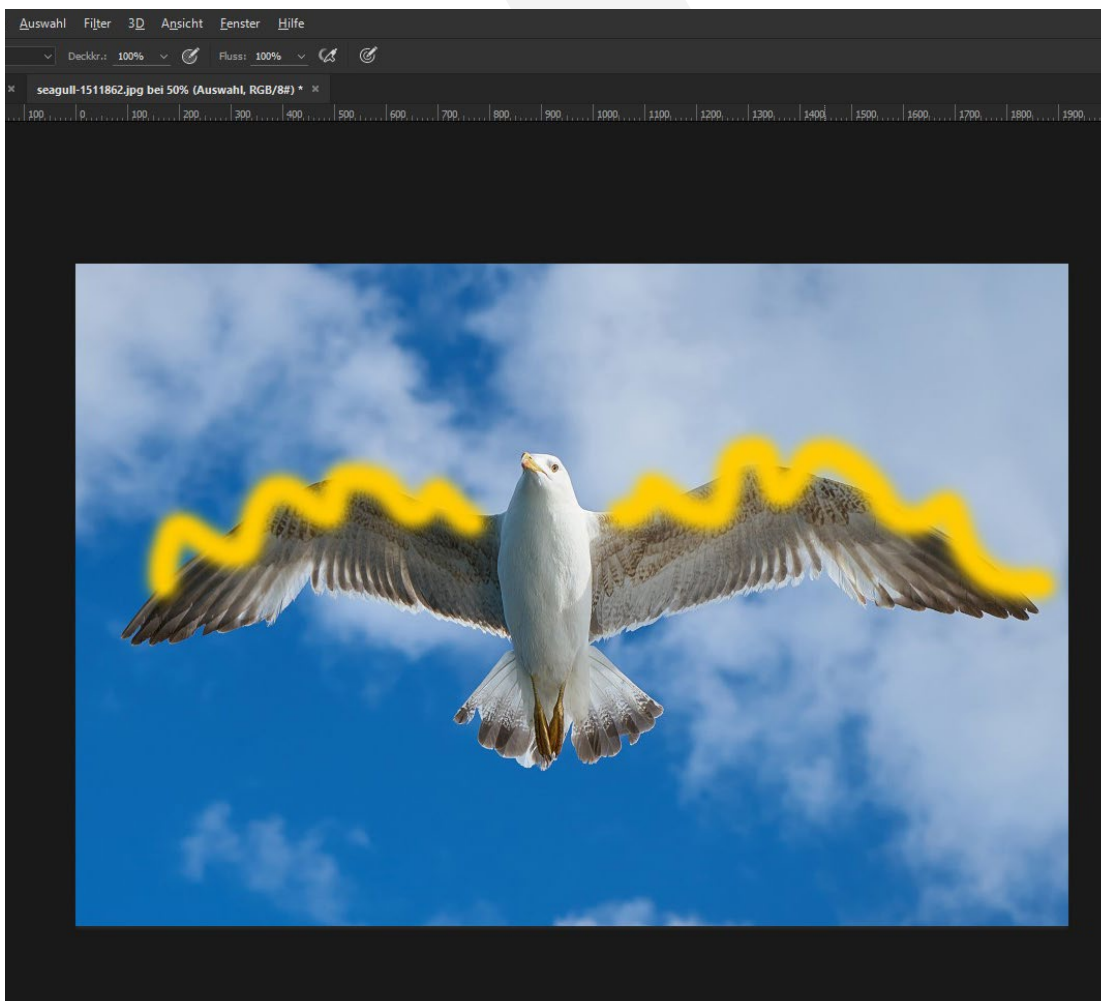 Auswahl Filter 3D Ansicht Fenster Hilfe
Deckkr.: 100% Fluss: 100%
× seagull-1511862.jpg bei 50% (Auswahl, RGB/8#) * ×
100 0 100 200 300 400 500 600 700 800 900 1000 1100 1200 1300 1400 1500 1600 1700 1800 1900